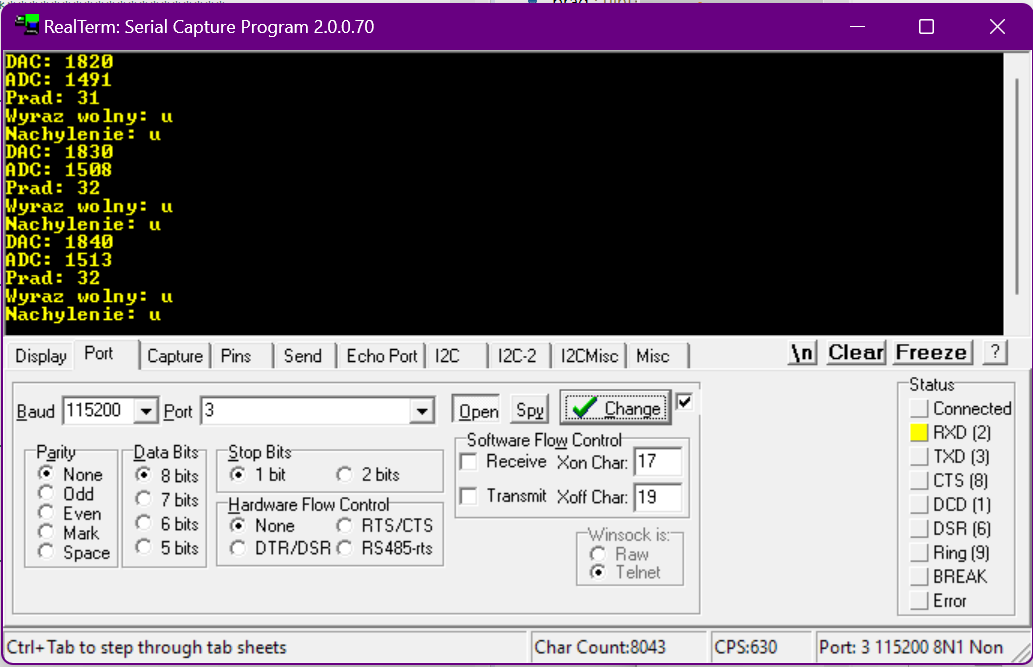 RealTerm: Serial Capture Program 2.0.0.70
DAC: 1820
ADC: 1491
Prad: 31
Wyraz wolny: u
Nachylenie: u
DAC: 1830
ADC: 1508
Prad: 32
Wyraz wolny: u
Nachylenie: u
DAC: 1840
ADC: 1513
Prad: 32
Wyraz wolny: u
Nachylenie: u
Display Port Capture Pins Send Echo Port I2C I2C-2 I2CMisc Misc \n Clear Freeze ?
Baud 115200 Port 3 Open Spy Change
Parity
None
Odd
Even
Mark
Space
Data Bits
8 bits
7 bits
6 bits
5 bits
Stop Bits
1 bit 2 bits
Hardware Flow Control
None RTS/CTS
DTR/DSR RS485-rts
Software Flow Control
Receive Xon Char: 17
Transmit Xoff Char: 19
Winsock is:
Raw
Telnet
Status
Connected
RXD (2)
TXD (3)
CTS (8)
DCD (1)
DSR (6)
Ring (9)
BREAK
Error
Ctrl+Tab to step through tab sheets Char Count:8043 CPS:630 Port: 3 115200 8N1 Non